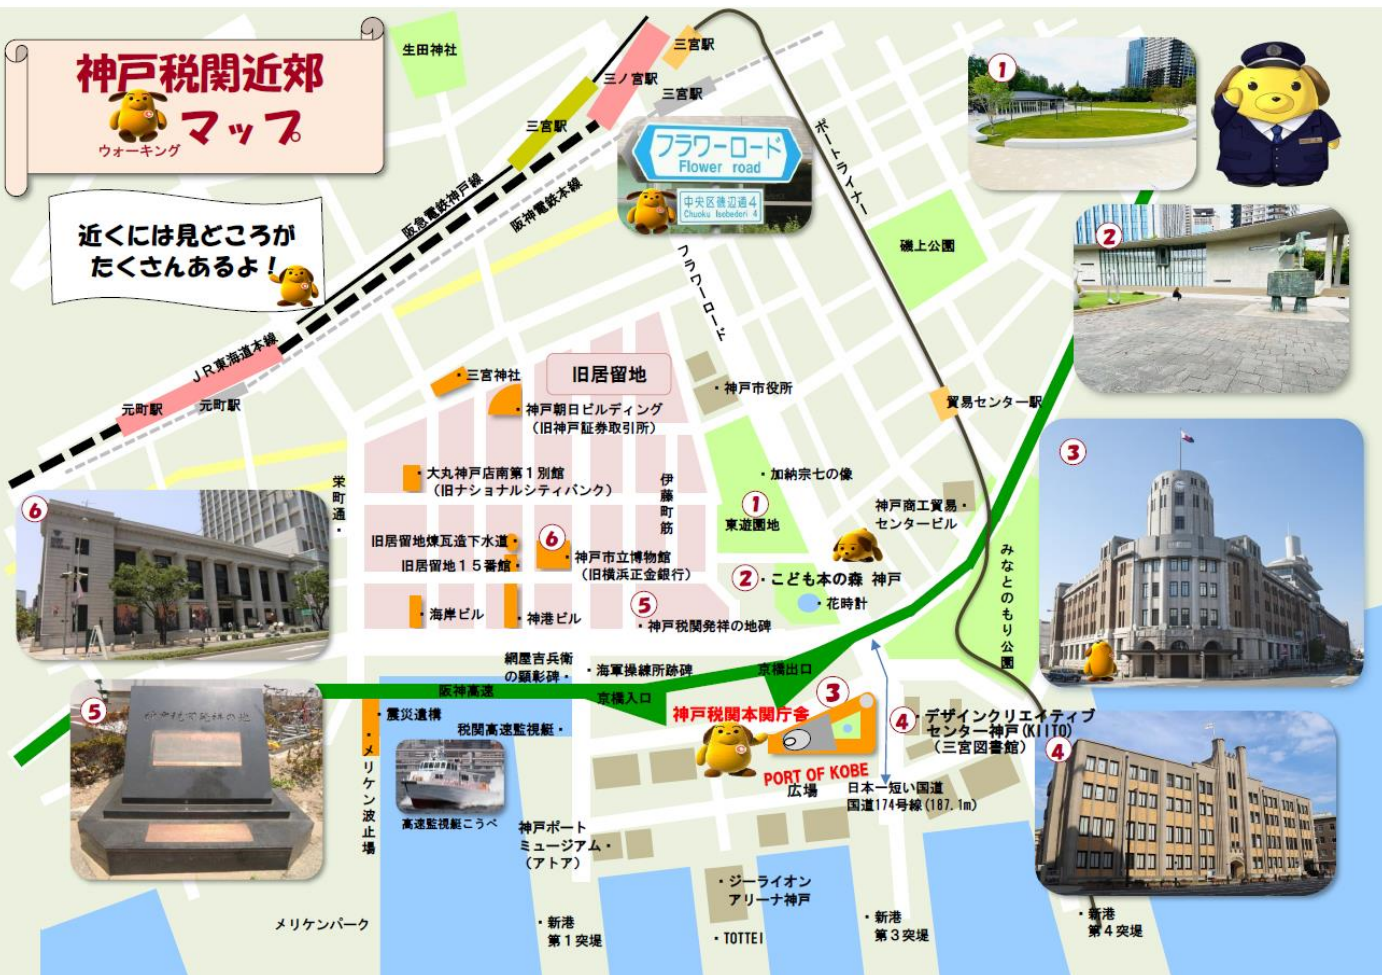 神戸税関近郊
ウォーキング
マップ
近くには見どころが
たくさんあるよ！
生田神社
三宮駅
三ノ宮駅
三宮駅
三宮駅
フラワーロード
Flower road
中央区磯辺通4
Chuoku Isobedori 4
ポートライナー
阪急電鉄神戸線
阪神電鉄本線
JR東海道本線
元町駅
元町駅
フラワーロード
磯上公園
旧居留地
・三宮神社
・神戸朝日ビルディング
（旧神戸証券取引所）
・神戸市役所
貿易センター駅
・大丸神戸店南第１別館
（旧ナショナルシティバンク）
栄町通・
伊藤町筋
・加納宗七の像
1
東遊園地
神戸商工貿易・
センタービル
旧居留地煉瓦造下水道・
旧居留地１５番館・
6
・神戸市立博物館
（旧横浜正金銀行）
2
・こども本の森 神戸
・花時計
みなとのもり公園
・海岸ビル
・神港ビル
5
・神戸税関発祥の地碑
網屋吉兵衛
の顕彰碑・
・海軍操練所跡碑
京橋出口
阪神高速
京橋入口
・震災遺構
税関高速監視艇・
神戸税関本関庁舎
3
PORT OF KOBE
広場
4
・デザインクリエイティブ
センター神戸(KIITO)
（三宮図書館）
日本一短い国道
国道174号線(187.1m)
・メリケン波止場
高速監視艇こうべ
神戸ポート
ミュージアム・
（アトア）
・ジーライオン
アリーナ神戸
メリケンパーク
・新港
第１突堤
・TOTTEI
・新港
第３突堤
・新港
第４突堤
1
2
3
4
5
神戸税関発祥の地
6